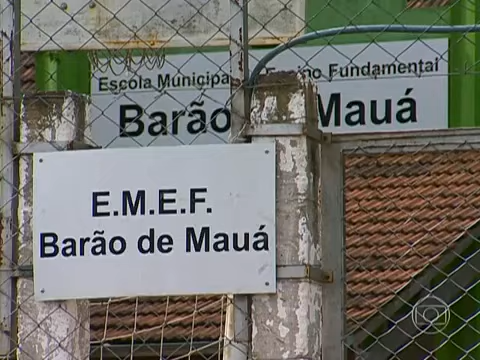 Escola Municipa Ensino Fundamental
Barão Mauá
E.M.E.F.
Barão de Mauá